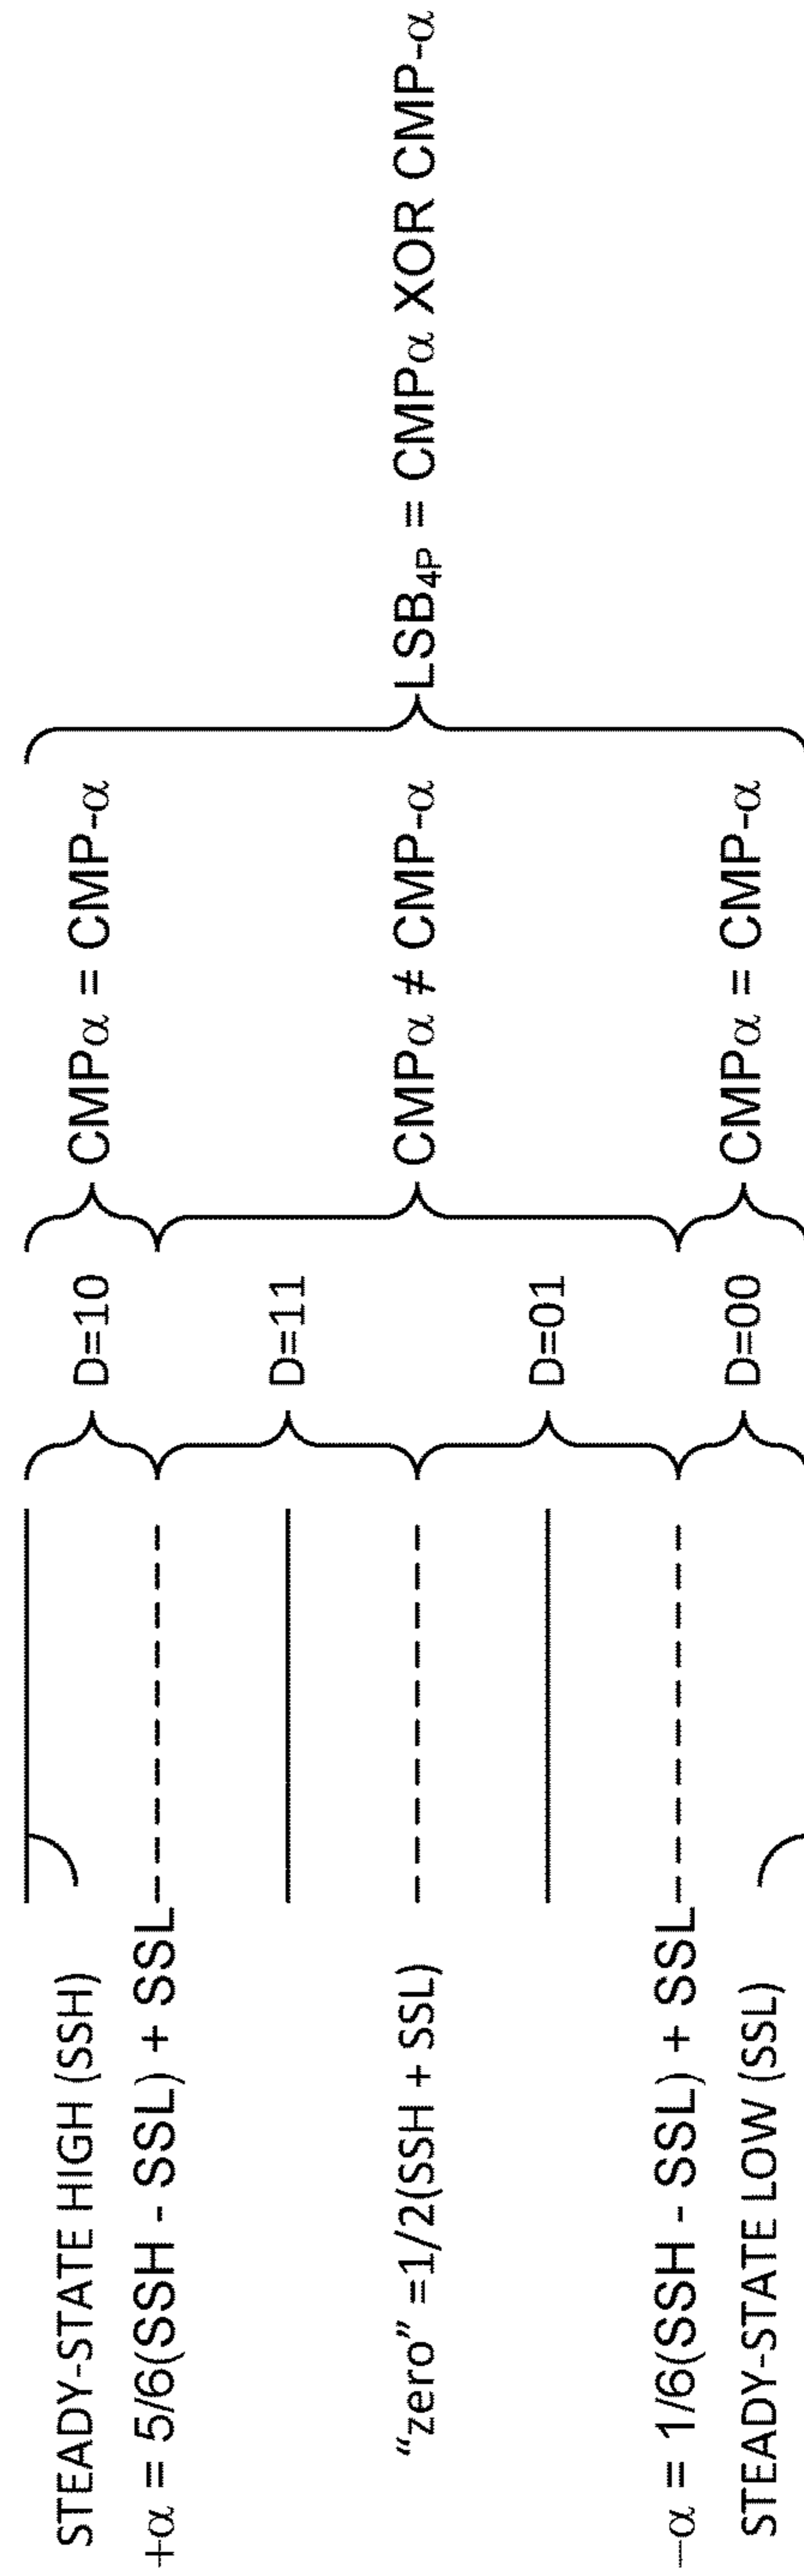 STEADY-STATE HIGH (SSH)
+α = 5/6(SSH - SSL) + SSL
“zero” =1/2(SSH + SSL)
–α = 1/6(SSH - SSL) + SSL
STEADY-STATE LOW (SSL)
D=10
D=11
D=01
D=00
CMPα = CMP-α
CMPα ≠ CMP-α
CMPα = CMP-α
LSB4P = CMPα XOR CMP-α